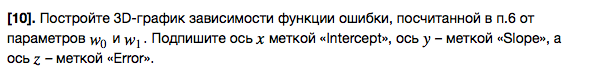 [10]. Постройте 3D-график зависимости функции ошибки, посчитанной в п.6 от
параметров w₀ и w₁. Подпишите ось x меткой «Intercept», ось y – меткой «Slope», а
ось z – меткой «Error».